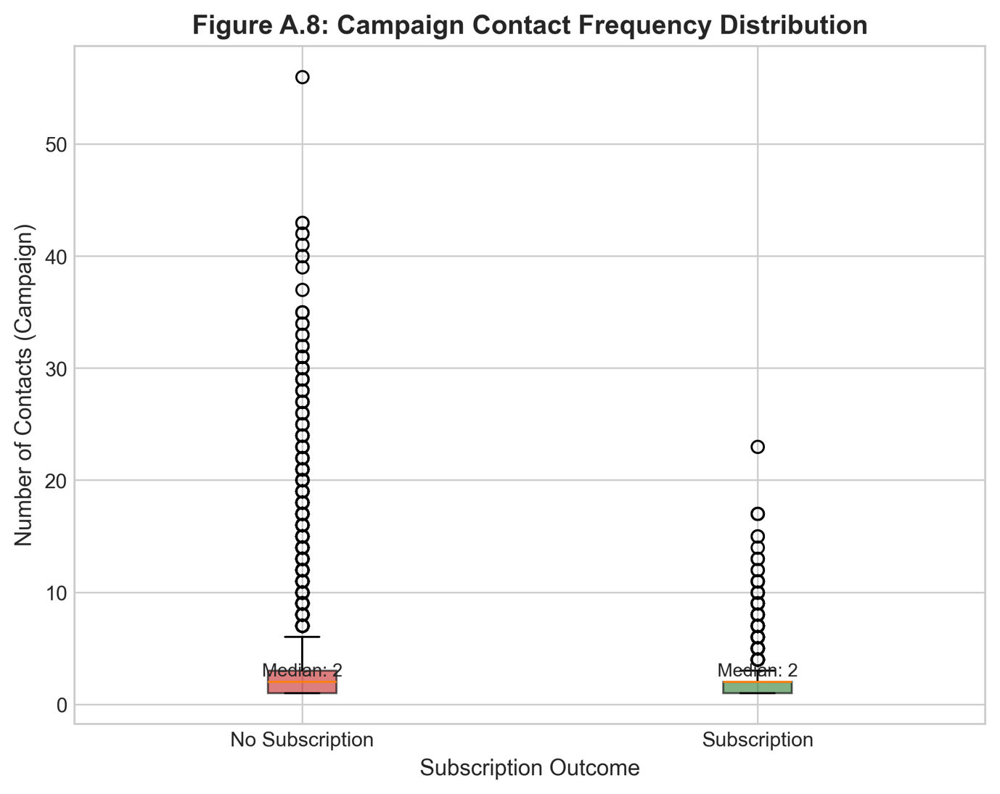 Figure A.8: Campaign Contact Frequency Distribution
Number of Contacts (Campaign)
50
40
30
20
10
0
Median: 2
Median: 2
No Subscription
Subscription
Subscription Outcome